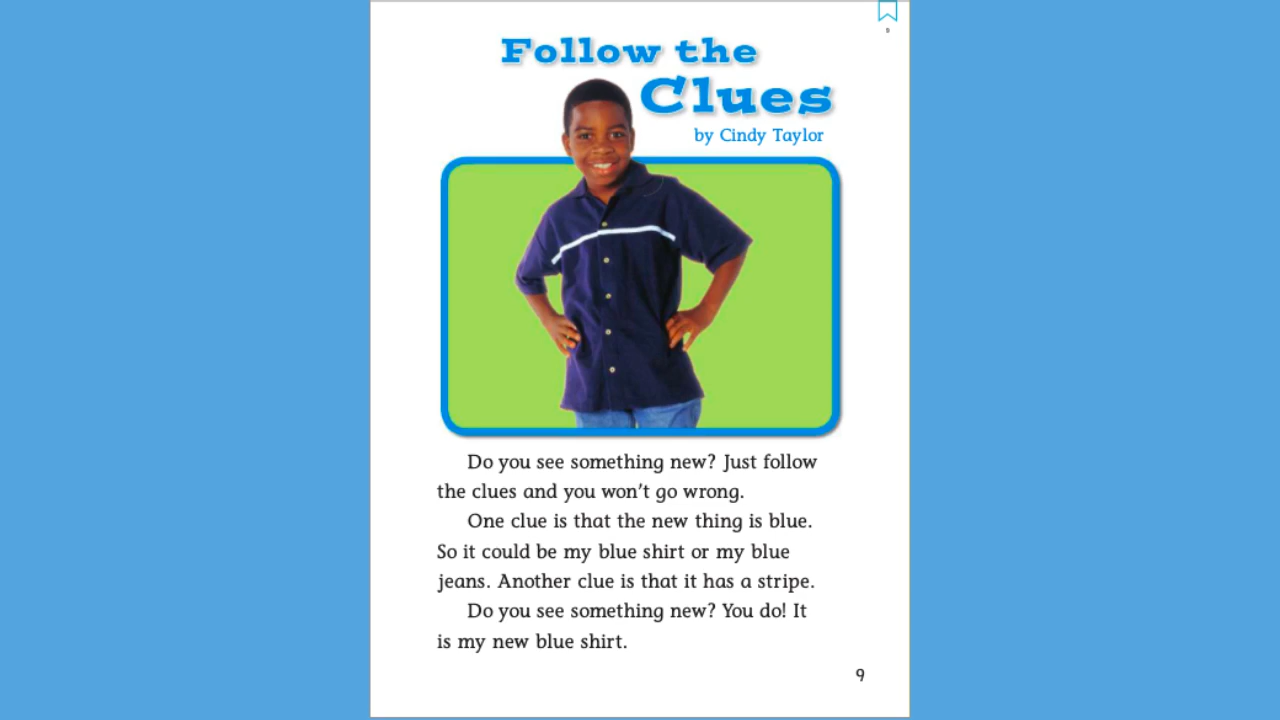 Follow the
Clues
by Cindy Taylor
Do you see something new? Just follow
the clues and you won't go wrong.
One clue is that the new thing is blue.
So it could be my blue shirt or my blue
jeans. Another clue is that it has a stripe.
Do you see something new? You do! It
is my new blue shirt.
9